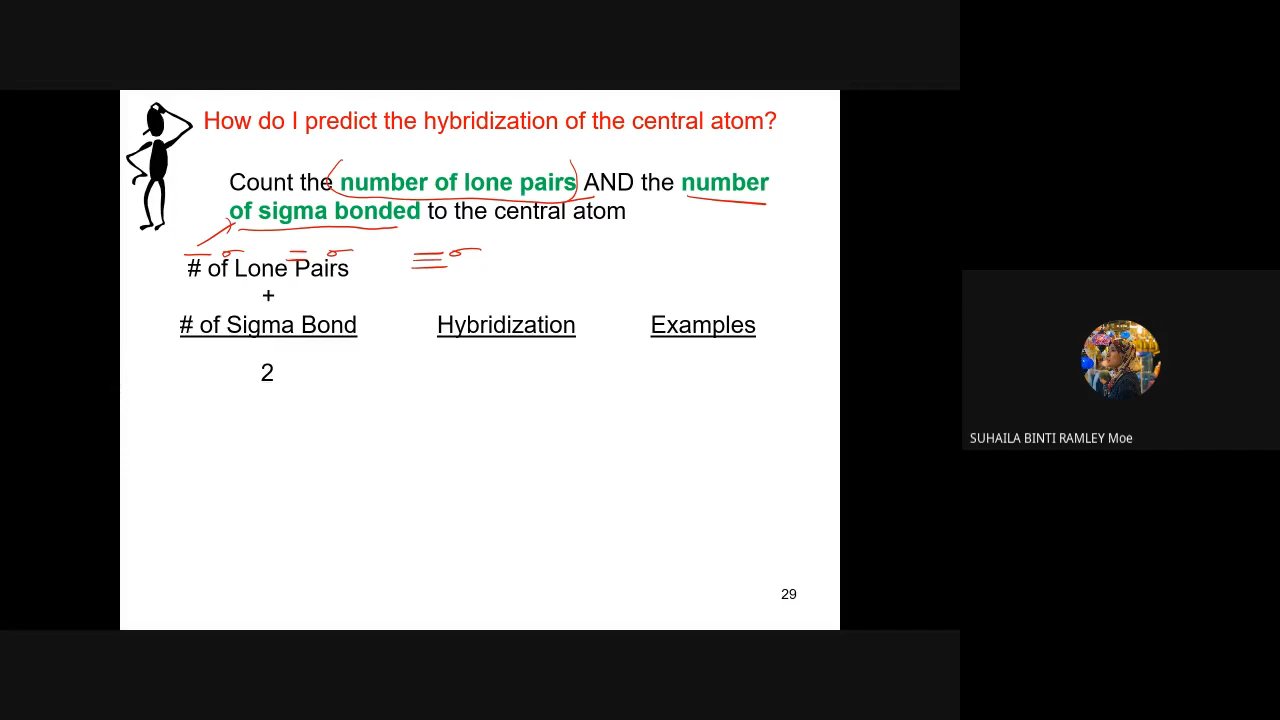 How do I predict the hybridization of the central atom?
Count the number of lone pairs AND the number
of sigma bonded to the central atom
— σ = σ ≡ σ
# of Lone Pairs
+
# of Sigma Bond Hybridization Examples
2
29
SUHAILA BINTI RAMLEY Moe